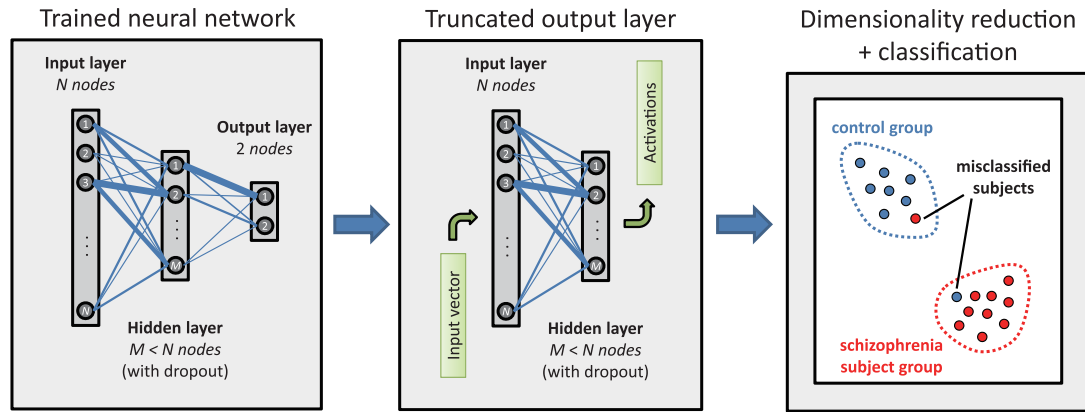 Trained neural network
Input layer
N nodes
Output layer
2 nodes
1
2
3
N
1
2
M
1
2
Hidden layer
M < N nodes
(with dropout)
Truncated output layer
Input layer
N nodes
Activations
1
2
3
N
1
2
M
Input vector
Hidden layer
M < N nodes
(with dropout)
Dimensionality reduction
+ classification
control group
misclassified
subjects
schizophrenia
subject group